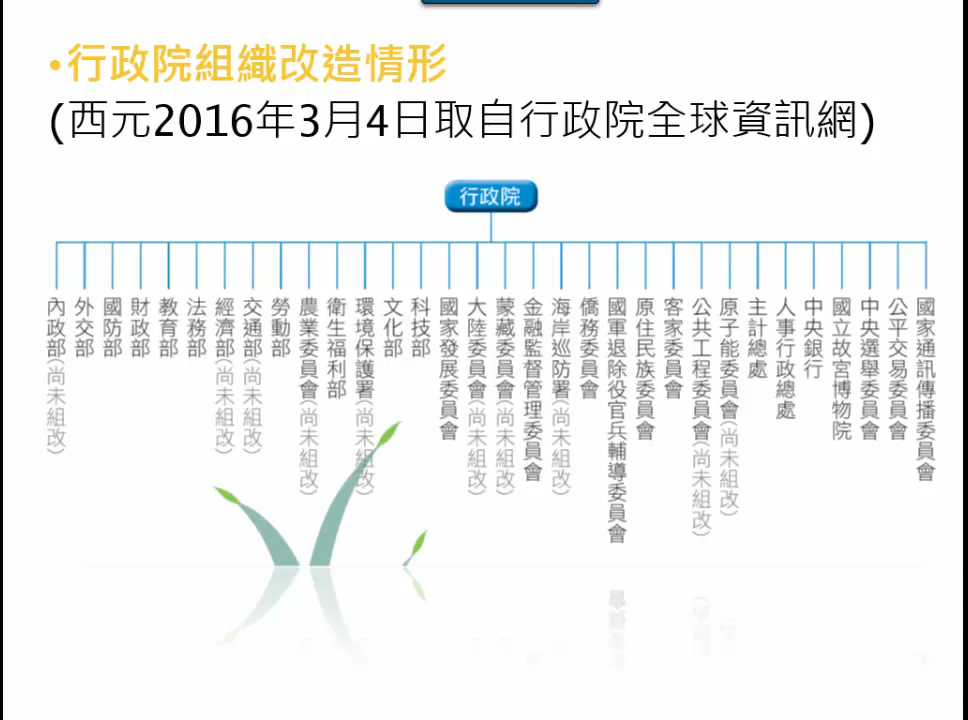 •行政院組織改造情形
(西元2016年3月4日取自行政院全球資訊網)
行政院
內政部(尚未組改)
外交部
國防部
財政部
教育部
法務部
經濟部(尚未組改)
交通部(尚未組改)
勞動部
農業委員會(尚未組改)
衛生福利部
環境保護署(尚未組改)
文化部
科技部
國家發展委員會
大陸委員會(尚未組改)
蒙藏委員會(尚未組改)
金融監督管理委員會
海岸巡防署(尚未組改)
僑務委員會
國軍退除役官兵輔導委員會
原住民族委員會
客家委員會
公共工程委員會(尚未組改)
原子能委員會(尚未組改)
主計總處
人事行政總處
中央銀行
國立故宮博物院
中央選舉委員會
公平交易委員會
國家通訊傳播委員會